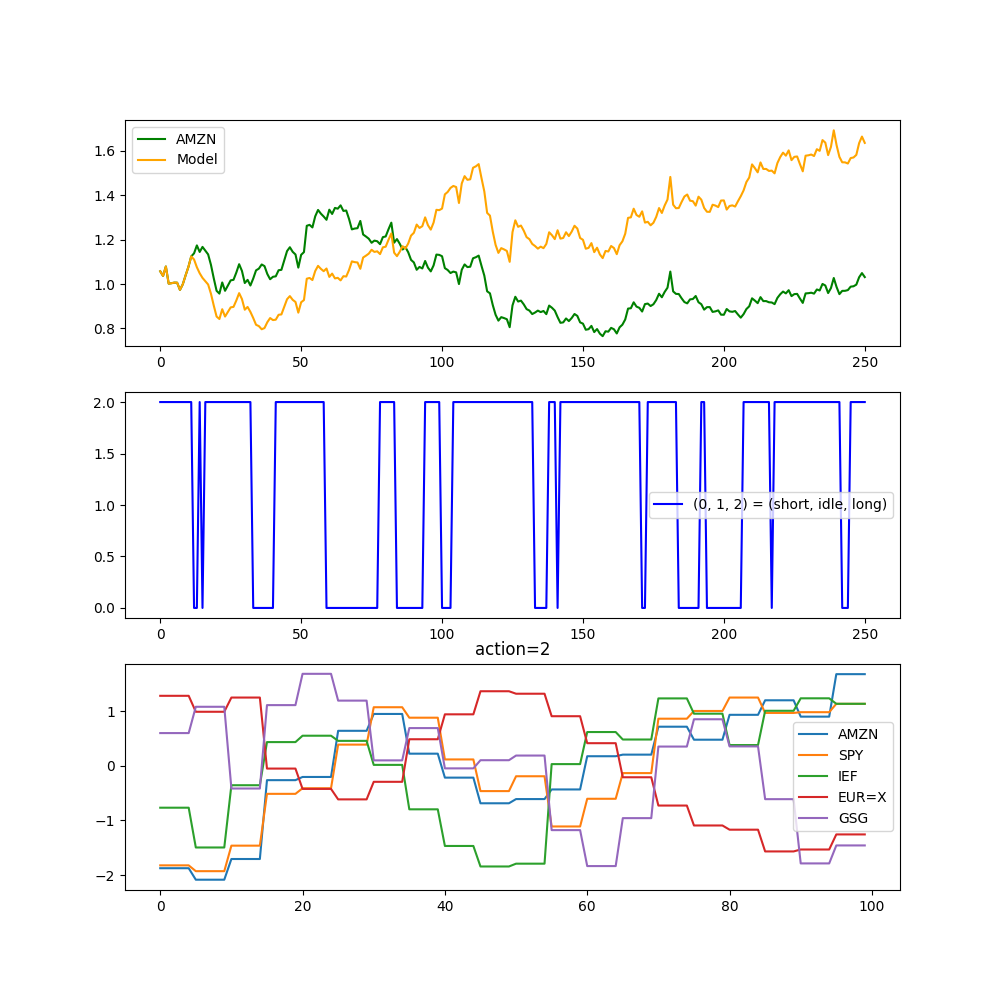 AMZN
Model
1.6
1.4
1.2
1.0
0.8
0 50 100 150 200 250
2.0
1.5
1.0
0.5
0.0
(0, 1, 2) = (short, idle, long)
0 50 100 150 200 250
action=2
1
0
−1
−2
AMZN
SPY
IEF
EUR=X
GSG
0 20 40 60 80 100